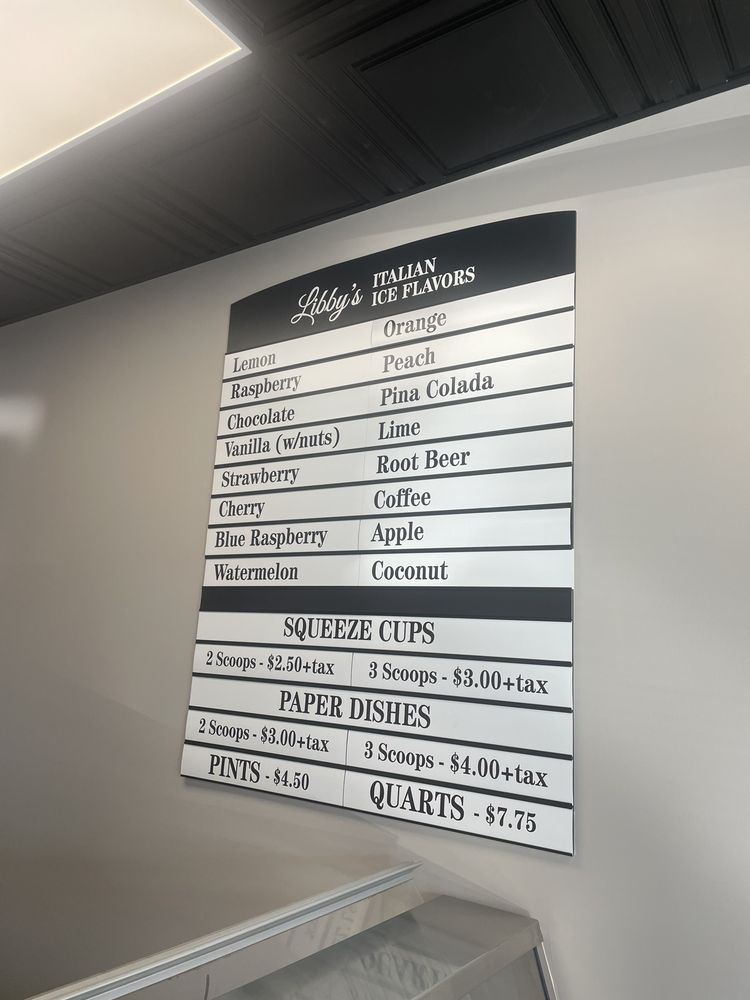 Libby's ITALIAN
ICE FLAVORS
Lemon
Raspberry
Chocolate
Vanilla (w/nuts)
Strawberry
Cherry
Blue Raspberry
Watermelon
Orange
Peach
Pina Colada
Lime
Root Beer
Coffee
Apple
Coconut
SQUEEZE CUPS
2 Scoops - $2.50+tax
3 Scoops - $3.00+tax
PAPER DISHES
2 Scoops - $3.00+tax
3 Scoops - $4.00+tax
PINTS - $4.50
QUARTS - $7.75